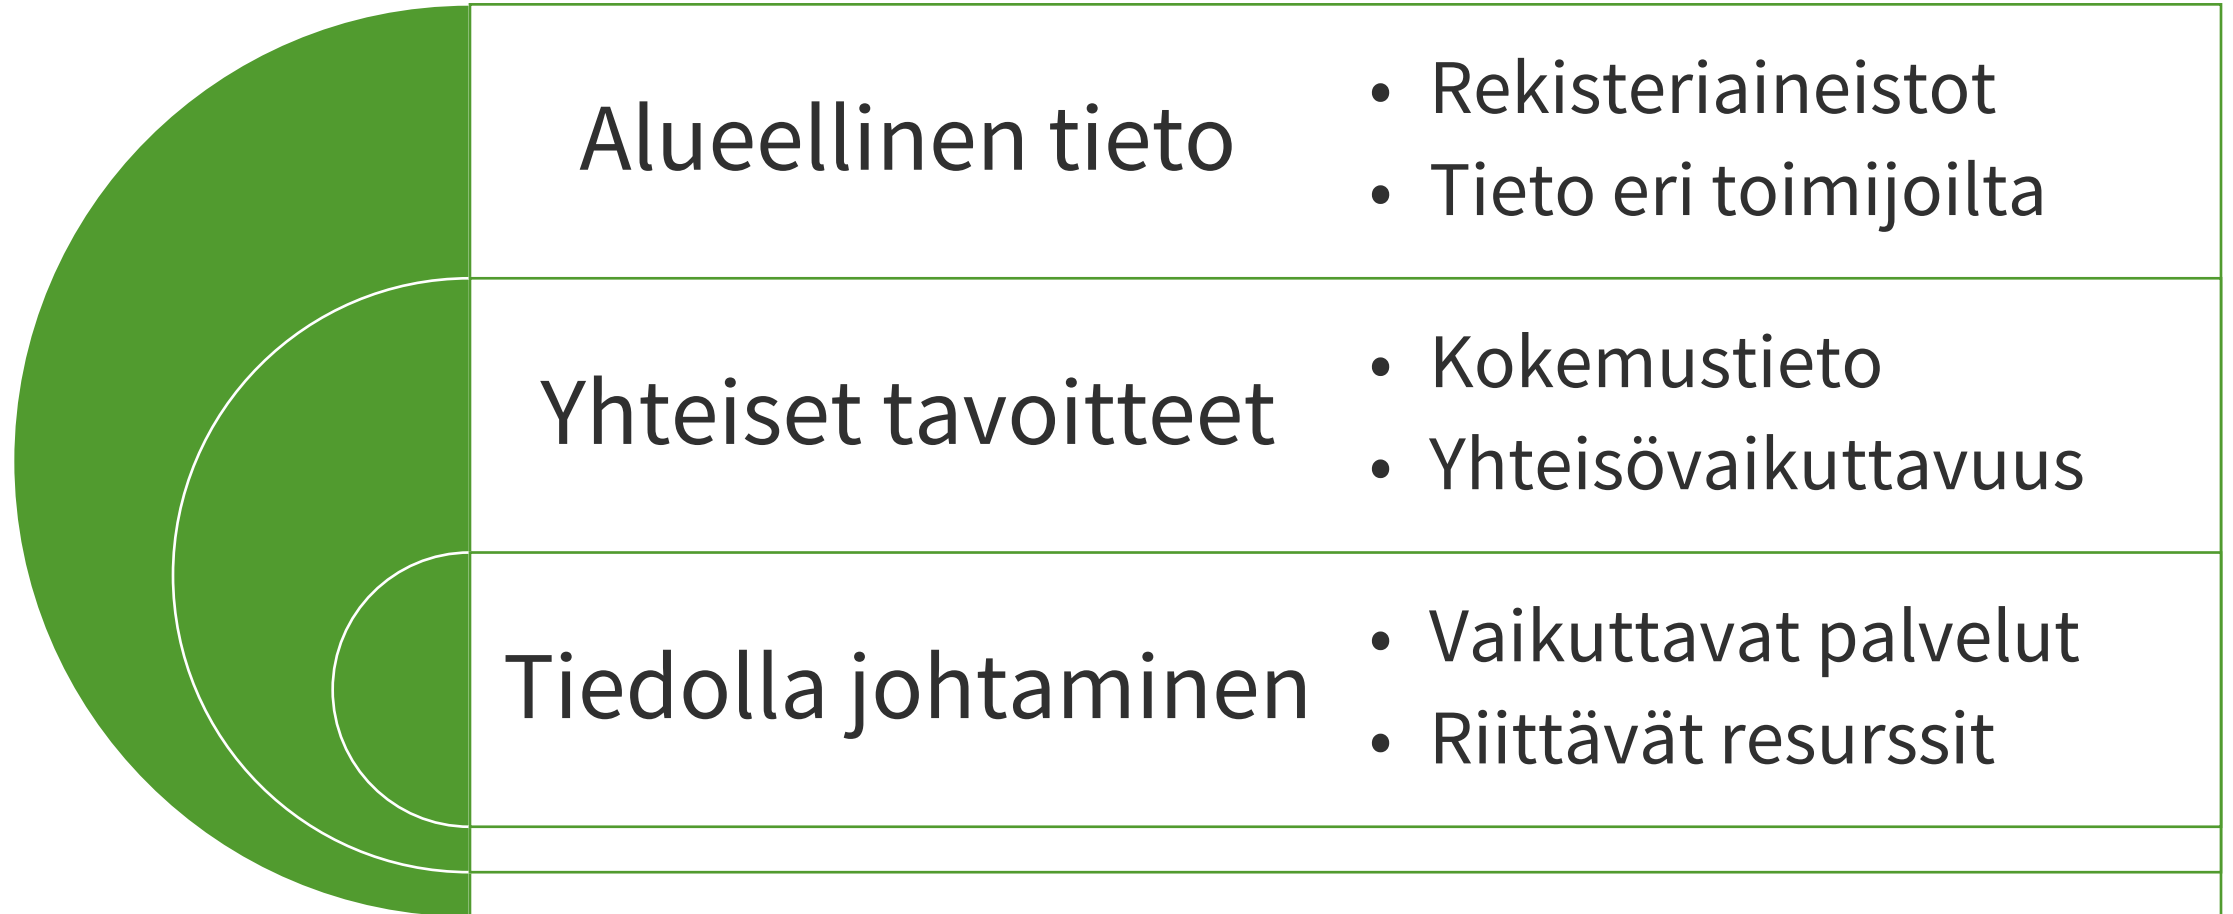 Alueellinen tieto
• Rekisteriaineistot
• Tieto eri toimijoilta
Yhteiset tavoitteet
• Kokemustieto
• Yhteisövaikuttavuus
Tiedolla johtaminen
• Vaikuttavat palvelut
• Riittävät resurssit